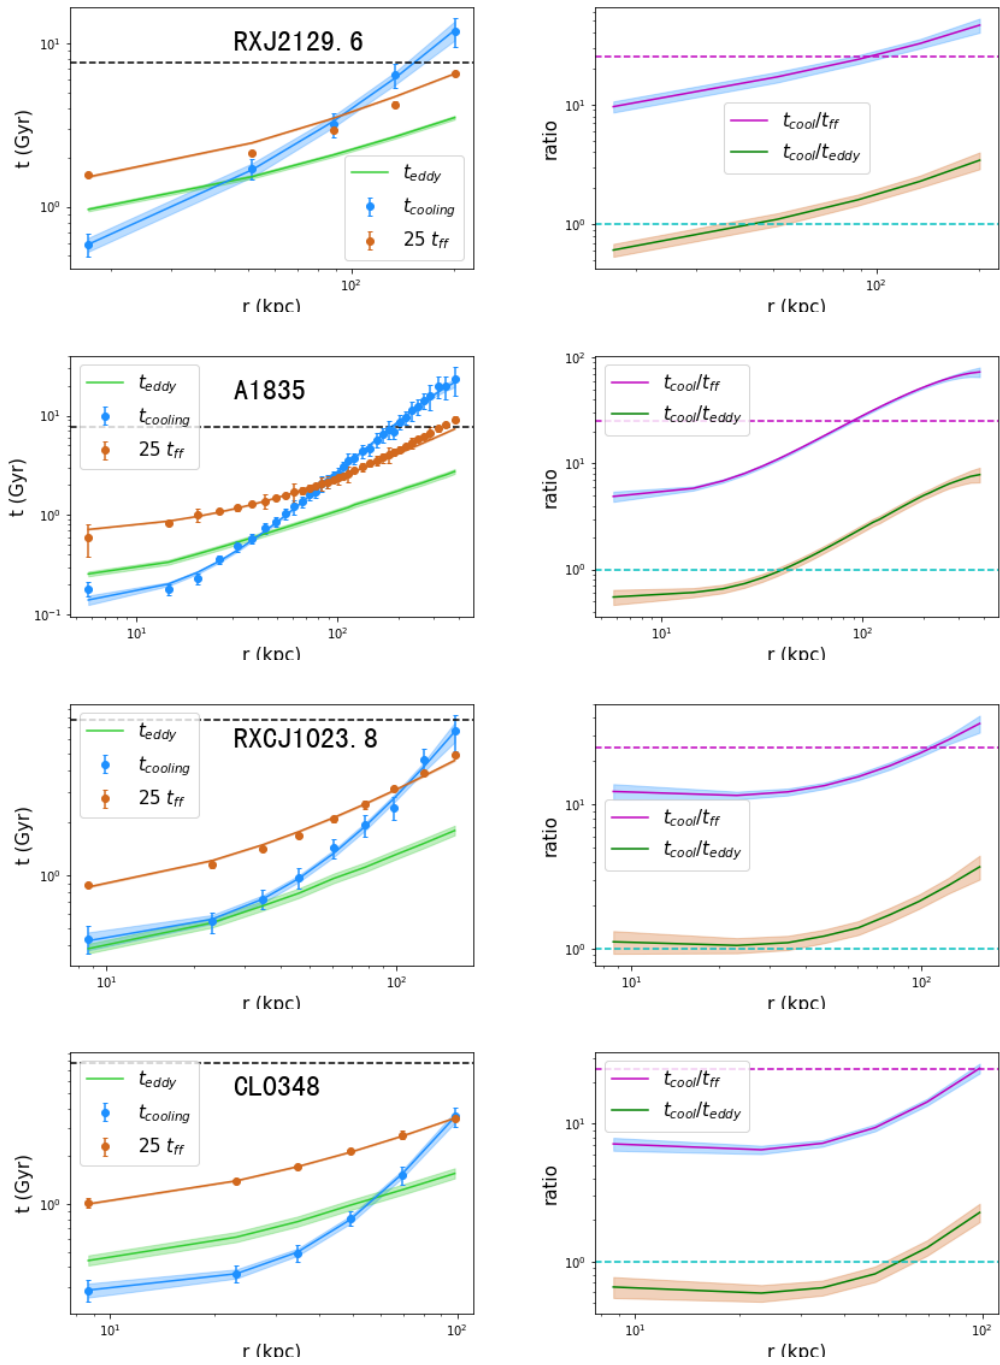 RXJ2129.6
t (Gyr)
10¹
10⁰
t_eddy
t_cooling
25 t_ff
10²
r (kpc)
ratio
10¹
10⁰
t_cool/t_ff
t_cool/t_eddy
10²
r (kpc)
A1835
t (Gyr)
10²
10¹
10⁰
10⁻¹
t_eddy
t_cooling
25 t_ff
10¹ 10²
r (kpc)
ratio
10²
10¹
10⁰
t_cool/t_ff
t_cool/t_eddy
10¹ 10²
r (kpc)
RXCJ1023.8
t (Gyr)
10⁰
t_eddy
t_cooling
25 t_ff
10¹ 10²
r (kpc)
ratio
10¹
10⁰
t_cool/t_ff
t_cool/t_eddy
10¹ 10²
r (kpc)
CL0348
t (Gyr)
10⁰
t_eddy
t_cooling
25 t_ff
10¹ 10²
r (kpc)
ratio
10¹
10⁰
t_cool/t_ff
t_cool/t_eddy
10¹ 10²
r (kpc)